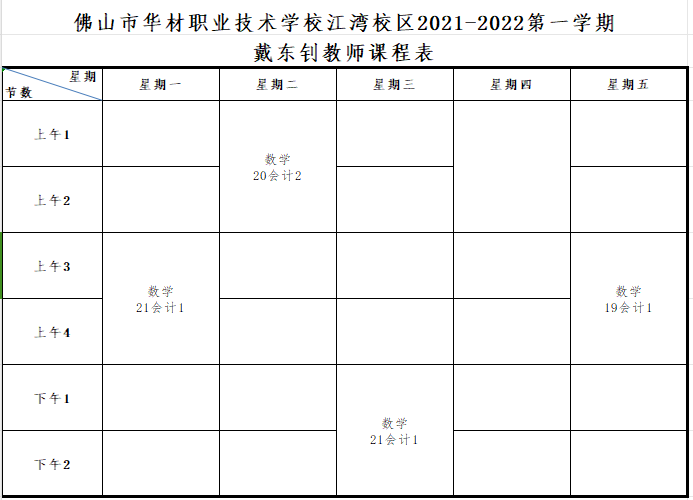 佛山市华材职业技术学校江湾校区2021-2022第一学期
戴东钊教师课程表
星期
节数
星期一
星期二
星期三
星期四
星期五
上午1
数学
20会计2
上午2
上午3
数学
21会计1
数学
19会计1
上午4
下午1
数学
21会计1
下午2